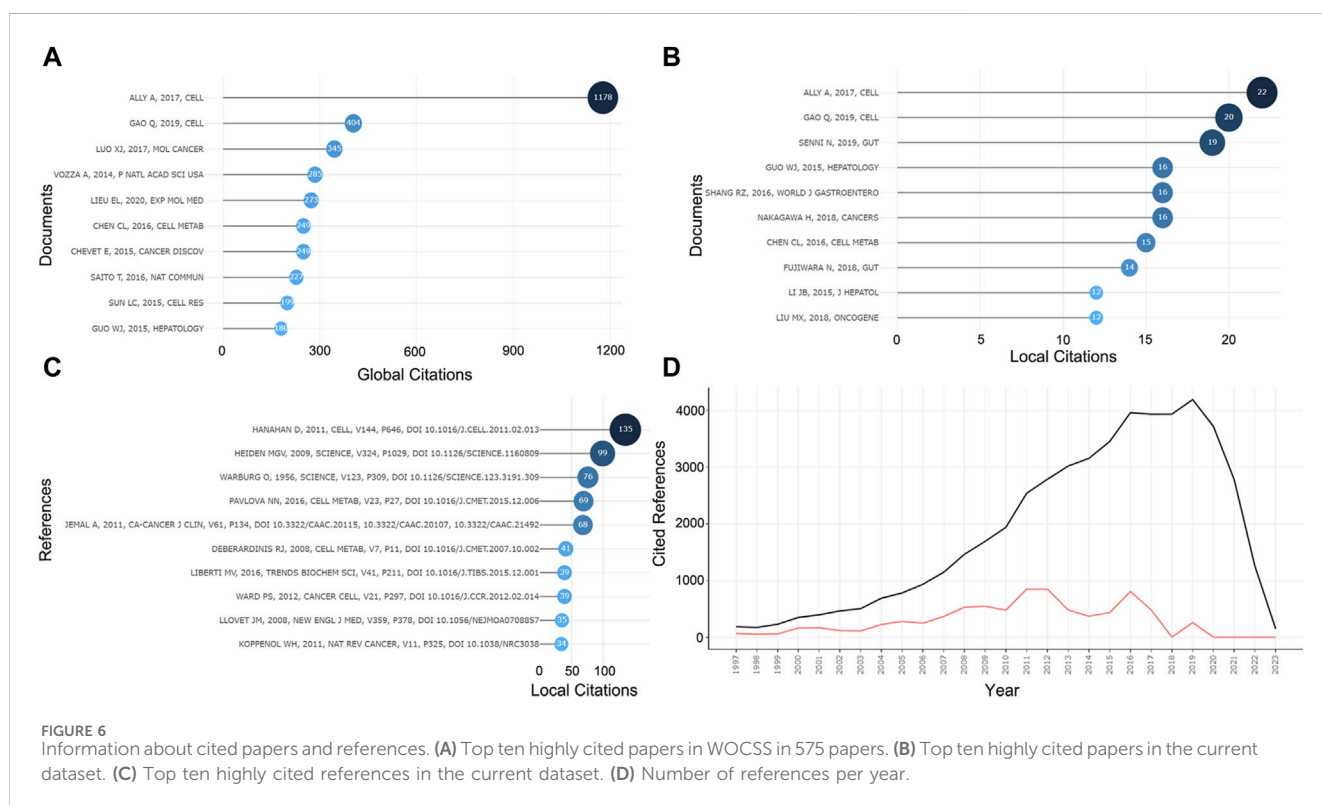 A
Documents
ALLY A, 2017, CELL
1178
GAO Q, 2019, CELL
404
LUO XJ, 2017, MOL CANCER
345
VOZZA A, 2014, P NATL ACAD SCI USA
285
LIEU EL, 2020, EXP MOL MED
273
CHEN CL, 2016, CELL METAB
249
CHEVET E, 2015, CANCER DISCOV
249
SAITO T, 2016, NAT COMMUN
227
SUN LC, 2015, CELL RES
199
GUO WJ, 2015, HEPATOLOGY
180
0 300 600 900 1200
Global Citations
B
Documents
ALLY A, 2017, CELL
22
GAO Q, 2019, CELL
20
SENNI N, 2019, GUT
19
GUO WJ, 2015, HEPATOLOGY
16
SHANG RZ, 2016, WORLD J GASTROENTERO
16
NAKAGAWA H, 2018, CANCERS
16
CHEN CL, 2016, CELL METAB
15
FUJIWARA N, 2018, GUT
14
LI JB, 2015, J HEPATOL
12
LIU MX, 2018, ONCOGENE
12
0 5 10 15 20
Local Citations
C
References
HANAHAN D, 2011, CELL, V144, P646, DOI 10.1016/J.CELL.2011.02.013
135
HEIDEN MGV, 2009, SCIENCE, V324, P1029, DOI 10.1126/SCIENCE.1160809
99
WARBURG O, 1956, SCIENCE, V123, P309, DOI 10.1126/SCIENCE.123.3191.309
76
PAVLOVA NN, 2016, CELL METAB, V23, P27, DOI 10.1016/J.CMET.2015.12.006
69
JEMAL A, 2011, CA-CANCER J CLIN, V61, P134, DOI 10.3322/CAAC.20115, 10.3322/CAAC.20107, 10.3322/CAAC.21492
68
DEBERARDINIS RJ, 2008, CELL METAB, V7, P11, DOI 10.1016/J.CMET.2007.10.002
41
LIBERTI MV, 2016, TRENDS BIOCHEM SCI, V41, P211, DOI 10.1016/J.TIBS.2015.12.001
39
WARD PS, 2012, CANCER CELL, V21, P297, DOI 10.1016/J.CCR.2012.02.014
39
LLOVET JM, 2008, NEW ENGL J MED, V359, P378, DOI 10.1056/NEJMOA0708857
35
KOPPENOL WH, 2011, NAT REV CANCER, V11, P325, DOI 10.1038/NRC3038
34
0 50 100
Local Citations
D
Cited References
4000
3000
2000
1000
0
1997 1998 1999 2000 2001 2002 2003 2004 2005 2006 2007 2008 2009 2010 2011 2012 2013 2014 2015 2016 2017 2018 2019 2020 2021 2022 2023
Year
FIGURE 6
Information about cited papers and references. (A) Top ten highly cited papers in WOCSS in 575 papers. (B) Top ten highly cited papers in the current
dataset. (C) Top ten highly cited references in the current dataset. (D) Number of references per year.